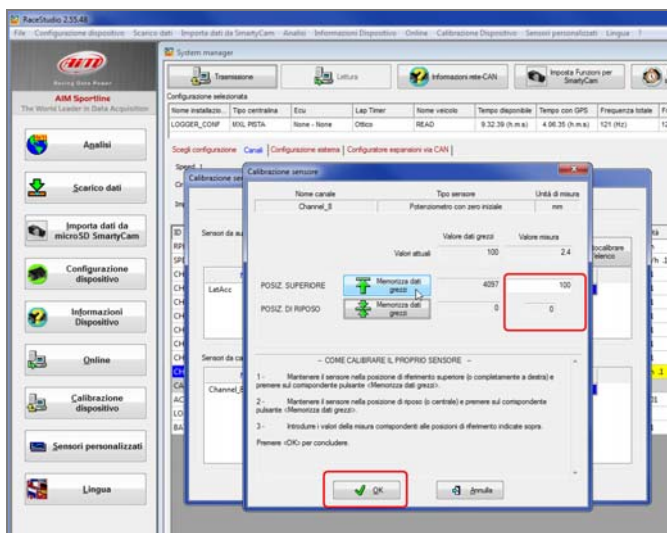 RaceStudio 2.55.48
File Configurazione dispositivo Scarico dati Importa dati da SmartyCam Analisi Informazioni Dispositivo Online Calibrazione Dispositivo Sensori personalizzati Lingua ?
AiM
Racing Data Power
AIM Sportline
The World Leader in Data Acquisition
Analisi
Scarico dati
Importa dati da
microSD SmartyCam
Configurazione
dispositivo
Informazioni
Dispositivo
Online
Calibrazione
dispositivo
Sensori personalizzati
Lingua
System manager
Trasmissione
Lettura
Informazioni rete-CAN
Imposta Funzioni per
SmartyCam
Configurazione selezionata
Nome installazio... Tipo centralina Ecu Lap Timer Nome veicolo Tempo disponibile Tempo con GPS Frequenza totale
LOGGER_CONF MXL PISTA None - None Ottico READ 9.32.39 (h.m.s) 4.06.35 (h.m.s) 121 (Hz)
Scegli configurazione Canali Configurazione sistema Configuratore espansioni via CAN
Calibrazione sensore
Nome canale Tipo sensore Unità di misura
Channel_8 Potenziometro con zero iniziale mm
Valore dati grezzi Valore misura
Valori attuali 100 2.4
POSIZ. SUPERIORE Memorizza dati grezzi 4097 100
POSIZ. DI RIPOSO Memorizza dati grezzi 0 0
LatAcc
Channel_8
-- COME CALIBRARE IL PROPRIO SENSORE --
1 - Mantenere il sensore nella posizione di riferimento superiore (o completamente a destra) e
premere sul corrispondente pulsante <Memorizza dati grezzi>.
2 - Mantenere il sensore nella posizione di riposo (o centrale) e premere sul corrispondente
pulsante <Memorizza dati grezzi>.
3 - Introdurre i valori della misura corrispondenti alle posizioni di riferimento indicate sopra.
Premere <OK> per concludere.
OK
Annulla